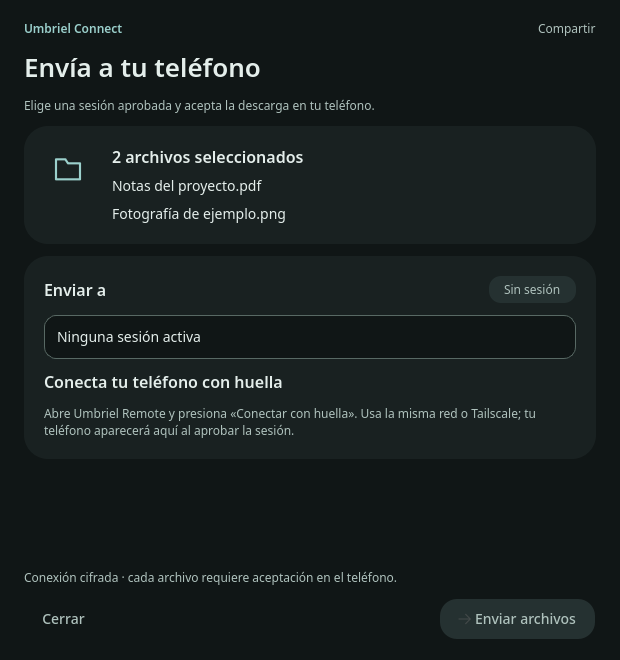 Umbriel Connect
Compartir
Envía a tu teléfono
Elige una sesión aprobada y acepta la descarga en tu teléfono.
2 archivos seleccionados
Notas del proyecto.pdf
Fotografía de ejemplo.png
Enviar a
Sin sesión
Ninguna sesión activa
Conecta tu teléfono con huella
Abre Umbriel Remote y presiona «Conectar con huella». Usa la misma red o Tailscale; tu
teléfono aparecerá aquí al aprobar la sesión.
Conexión cifrada · cada archivo requiere aceptación en el teléfono.
Cerrar
Enviar archivos